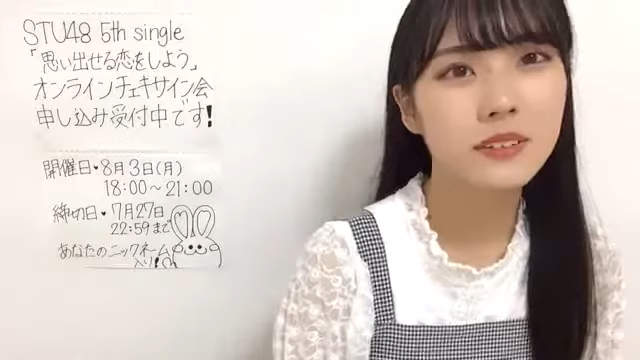 STU48 5th single
「思い出せる恋をしよう」
オンラインチェキサイン会
申し込み受付中です!
開催日・8月3日(月)
18:00〜21:00
締切日・7月27日
22:59まで
あなたのニックネーム
入り!